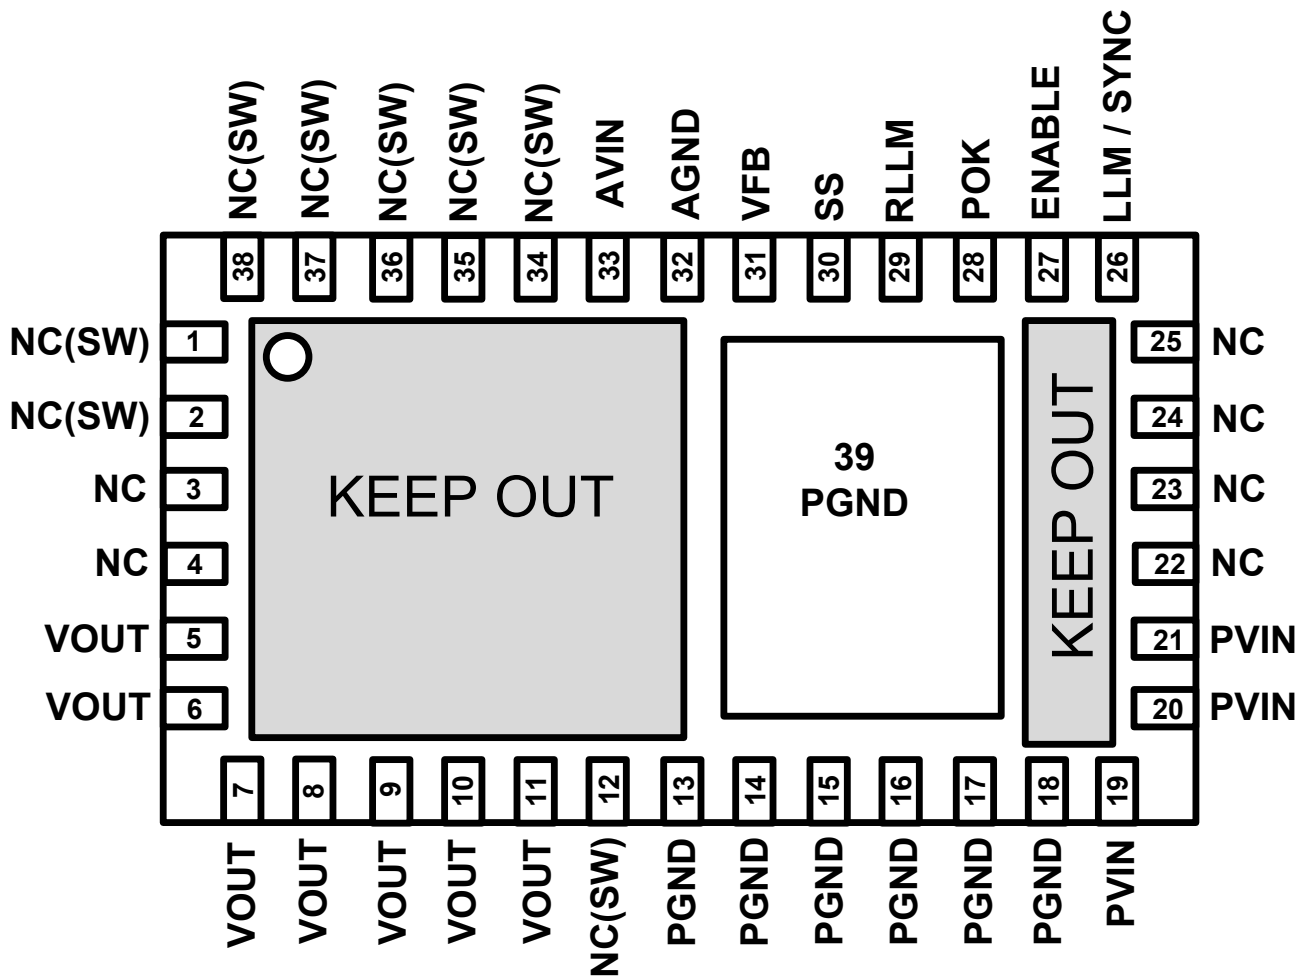 NC(SW) NC(SW) NC(SW) NC(SW) NC(SW) AVIN AGND VFB SS RLLM POK ENABLE LLM / SYNC
38 37 36 35 34 33 32 31 30 29 28 27 26
NC(SW) 1
NC(SW) 2
NC 3
NC 4
VOUT 5
VOUT 6
KEEP OUT
39
PGND
KEEP OUT
25 NC
24 NC
23 NC
22 NC
21 PVIN
20 PVIN
7 8 9 10 11 12 13 14 15 16 17 18 19
VOUT VOUT VOUT VOUT VOUT NC(SW) PGND PGND PGND PGND PGND PGND PVIN